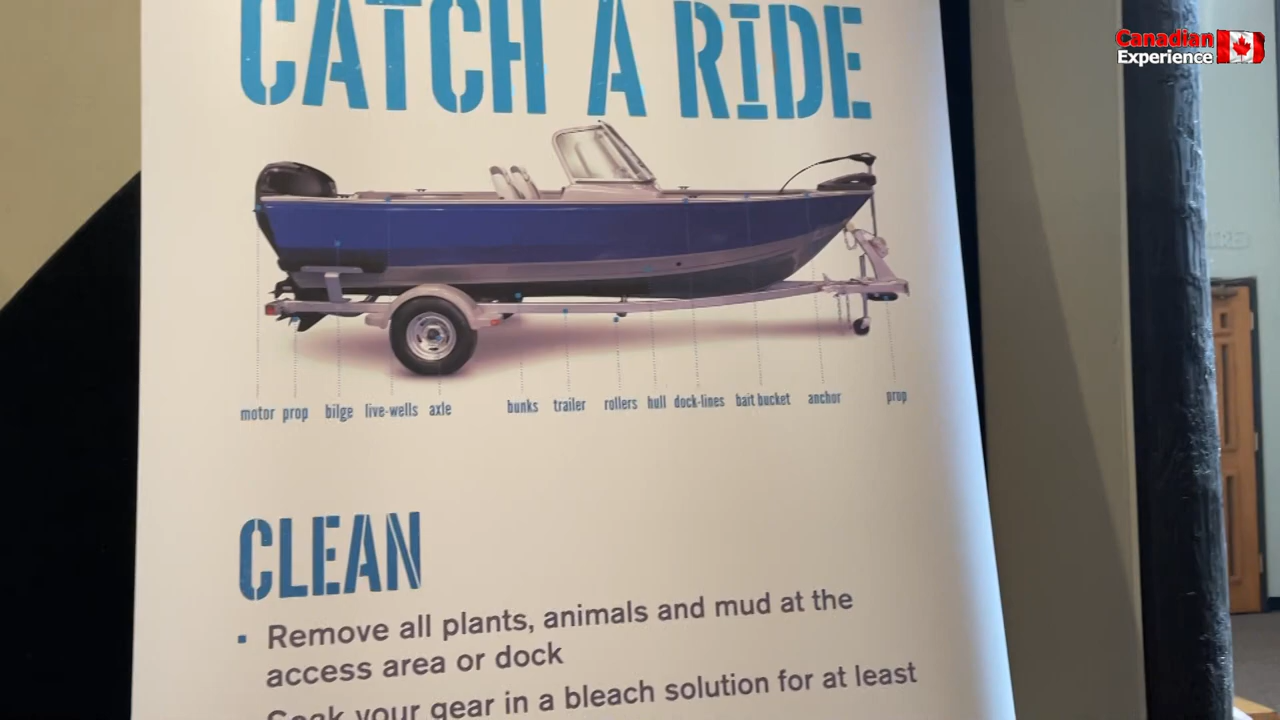 Canadian
Experience
CATCH A RIDE
motor prop bilge live-wells axle bunks trailer rollers hull dock-lines bait bucket anchor prop
CLEAN
▪ Remove all plants, animals and mud at the
access area or dock
Soak your gear in a bleach solution for at least